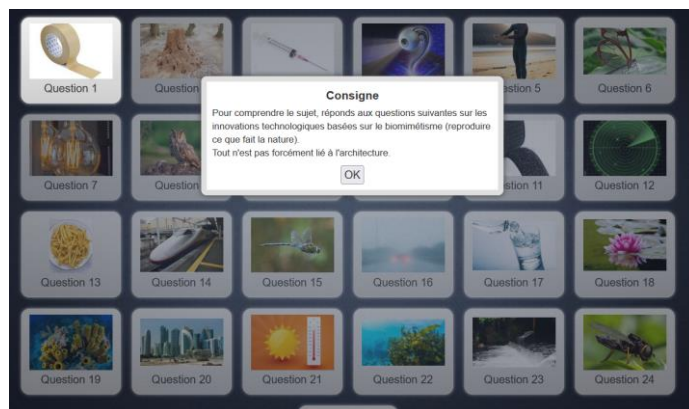 Question 1
Question
stion 5
Question 6
Consigne
Pour comprendre le sujet, réponds aux questions suivantes sur les
innovations technologiques basées sur le biomimétisme (reproduire
ce que fait la nature).
Tout n'est pas forcément lié à l'architecture.
OK
Question 7
Question
stion 11
Question 12
Question 13
Question 14
Question 15
Question 16
Question 17
Question 18
Question 19
Question 20
Question 21
Question 22
Question 23
Question 24